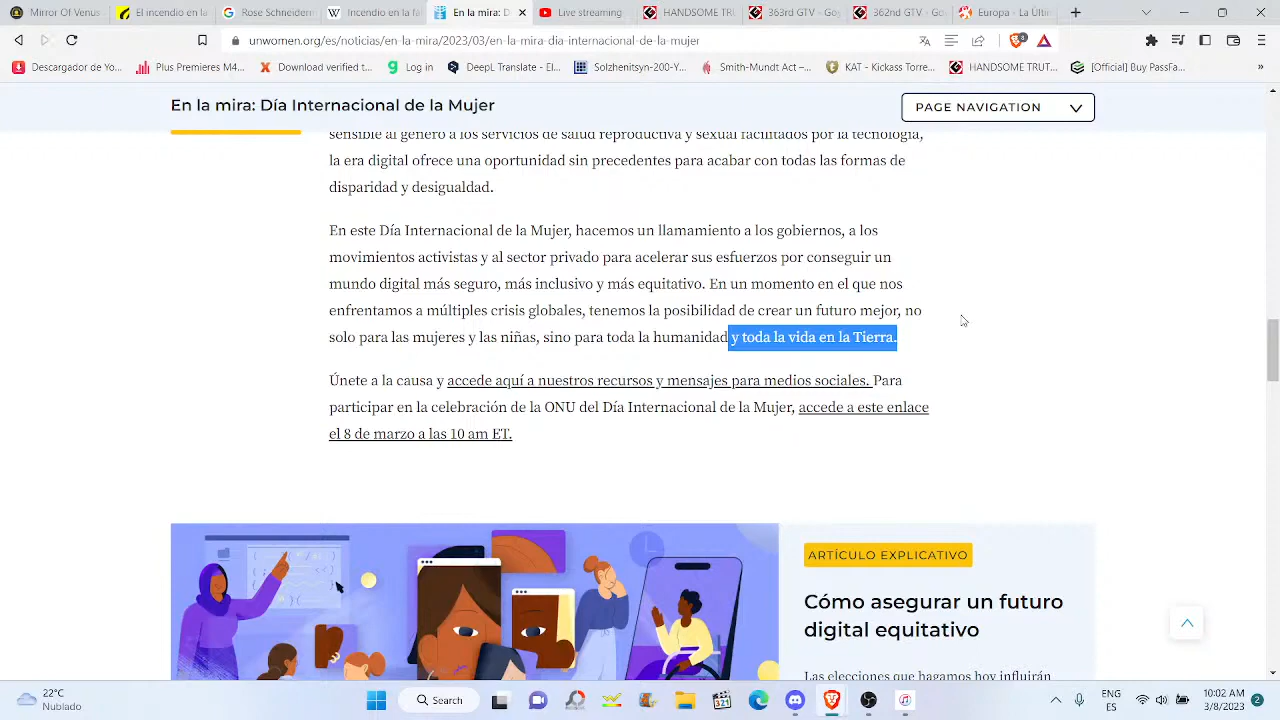 Mirror Of Venus
El incendio en la
Rose Schneiderm
Incendio en la fá
En la mira: D
Live streaming
HANDSOME TR
363rd GTV - Go
362nd GTV - Go
Europa - La Últi
unwomen.org/es/noticias/en-la-mira/2023/03/en-la-mira-dia-internacional-de-la-mujer
Descargador de Yo...
Plus Premieres M4...
Download verified t...
Log in
DeepL Translate - El...
Solzhenitsyn-200-Y...
Smith-Mundt Act –...
KAT - Kickass Torre...
HANDSOME TRUT...
[Official] Buy PassFa...
»
En la mira: Día Internacional de la Mujer
PAGE NAVIGATION
sensible al género a los servicios de salud reproductiva y sexual facilitados por la tecnología,
la era digital ofrece una oportunidad sin precedentes para acabar con todas las formas de
disparidad y desigualdad.
En este Día Internacional de la Mujer, hacemos un llamamiento a los gobiernos, a los
movimientos activistas y al sector privado para acelerar sus esfuerzos por conseguir un
mundo digital más seguro, más inclusivo y más equitativo. En un momento en el que nos
enfrentamos a múltiples crisis globales, tenemos la posibilidad de crear un futuro mejor, no
solo para las mujeres y las niñas, sino para toda la humanidad y toda la vida en la Tierra.
Únete a la causa y accede aquí a nuestros recursos y mensajes para medios sociales. Para
participar en la celebración de la ONU del Día Internacional de la Mujer, accede a este enlace
el 8 de marzo a las 10 am ET.
ARTÍCULO EXPLICATIVO
Cómo asegurar un futuro
digital equitativo
Las elecciones que hagamos hoy influirán
22°C
Nublado
Search
321
ENG
ES
10:02 AM
3/8/2023
2